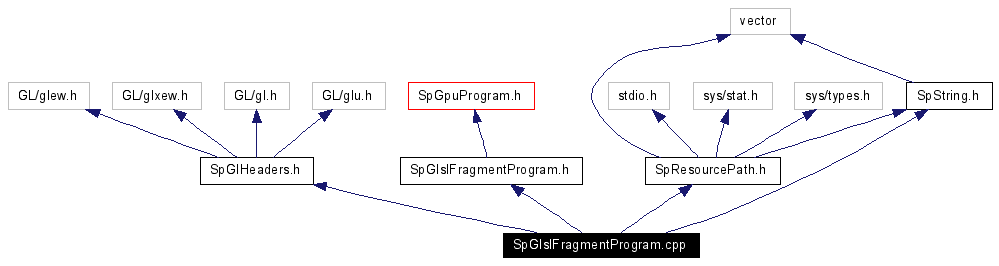 vector
GL/glew.h GL/glxew.h GL/gl.h GL/glu.h SpGpuProgram.h stdio.h sys/stat.h sys/types.h SpString.h
SpGlHeaders.h SpGlslFragmentProgram.h SpResourcePath.h
SpGlslFragmentProgram.cpp